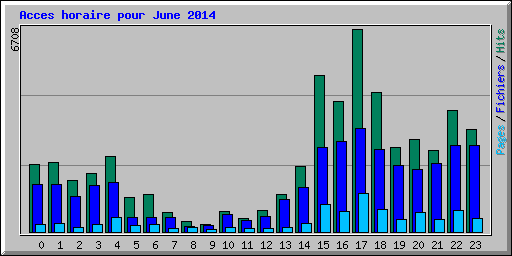 Acces horaire pour June 2014
6708
Pages / Fichiers / Hits
0 1 2 3 4 5 6 7 8 9 10 11 12 13 14 15 16 17 18 19 20 21 22 23